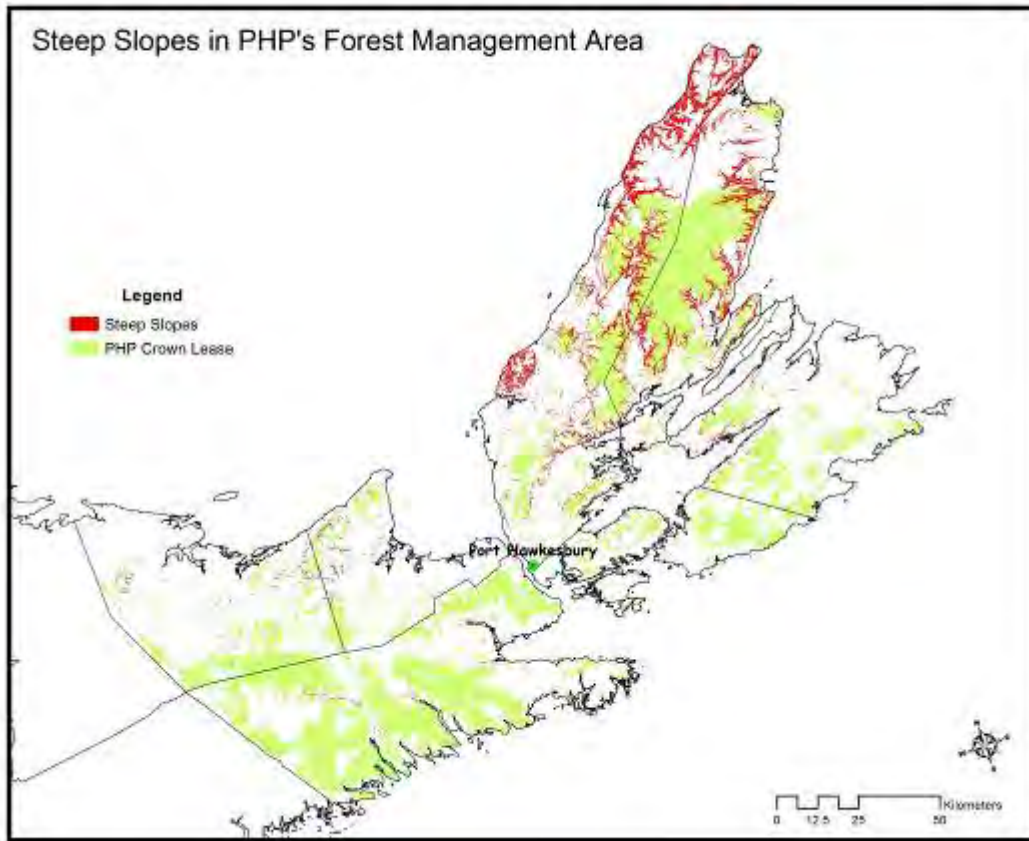 Steep Slopes in PHP's Forest Management Area
Legend
Steep Slopes
PHP Crown Lease
Port Hawkesbury
Kilometers
0 12.5 25 50